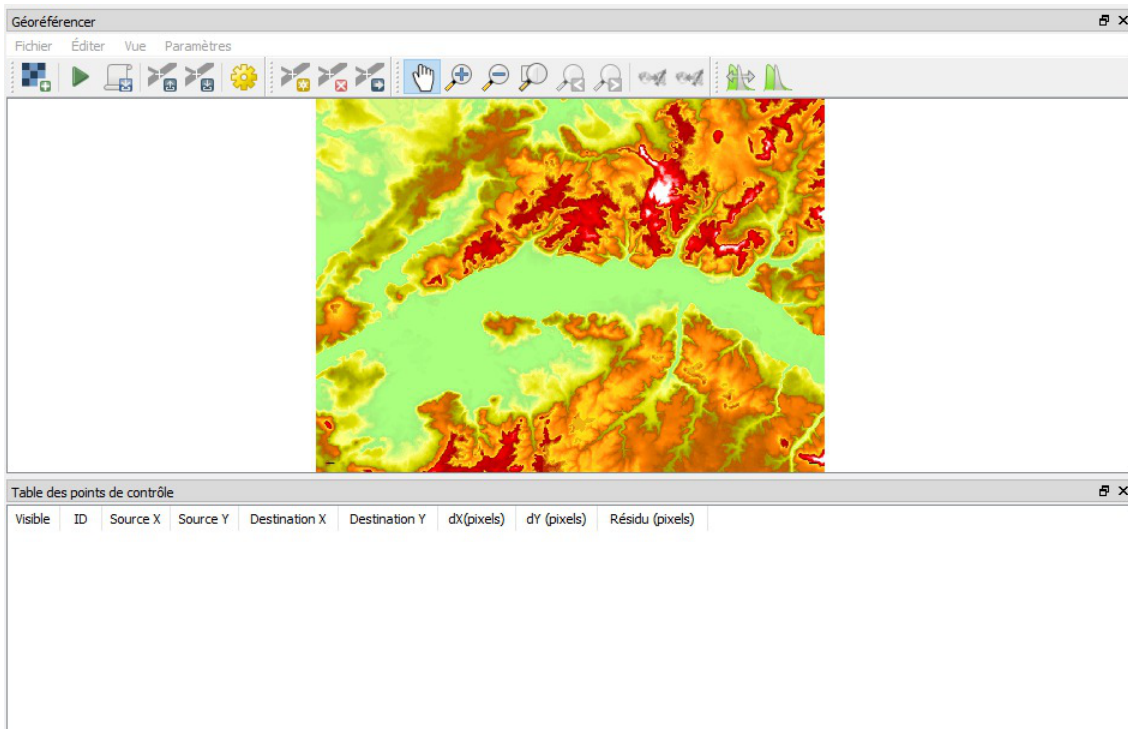 Géoréférencer
Fichier Éditer Vue Paramètres
Table des points de contrôle
Visible ID Source X Source Y Destination X Destination Y dX(pixels) dY (pixels) Résidu (pixels)